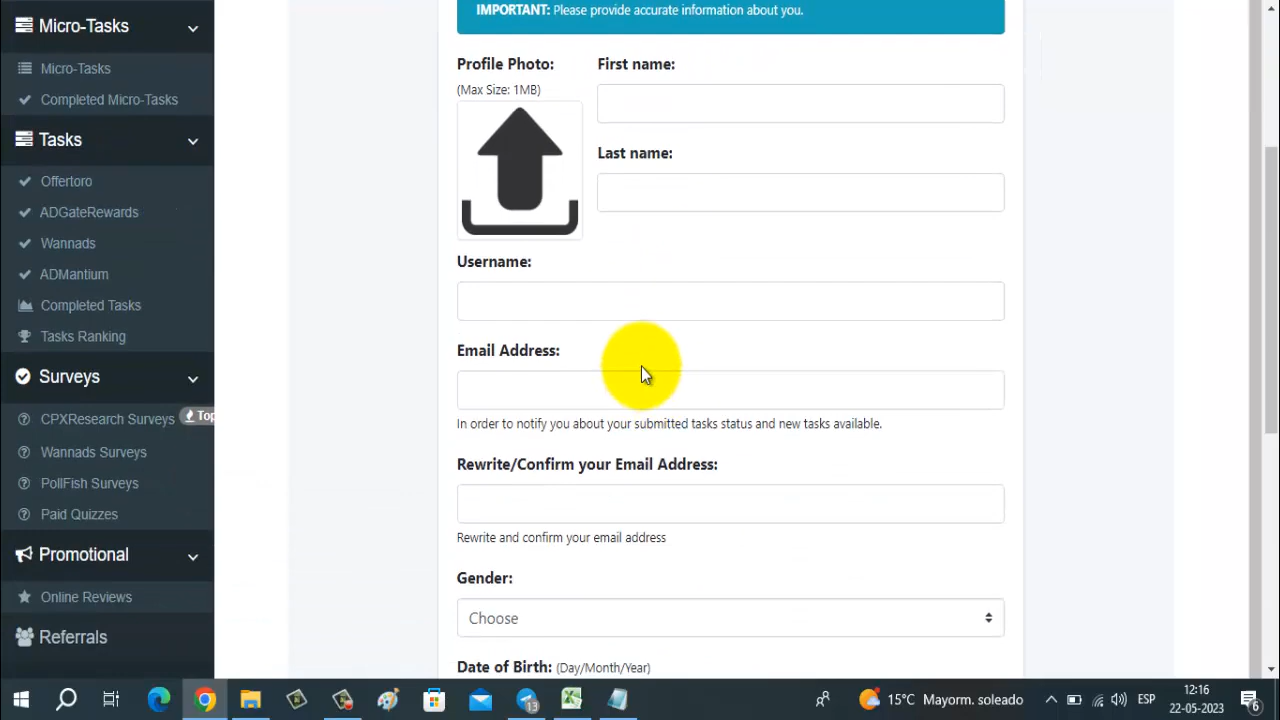 Micro-Tasks
Micro-Tasks
Completed Micro-Tasks
Tasks
Offertoro
ADGateRewards
Wannads
ADMantium
Completed Tasks
Tasks Ranking
Surveys
CPXResearch Surveys
Top
Wannads Surveys
PollFish Surveys
Paid Quizzes
Promotional
Online Reviews
Referrals
IMPORTANT: Please provide accurate information about you.
Profile Photo:
(Max Size: 1MB)
First name:
Last name:
Username:
Email Address:
In order to notify you about your submitted tasks status and new tasks available.
Rewrite/Confirm your Email Address:
Rewrite and confirm your email address
Gender:
Choose
Date of Birth: (Day/Month/Year)
13
15°C Mayorm. soleado
ESP
12:16
22-05-2023
6